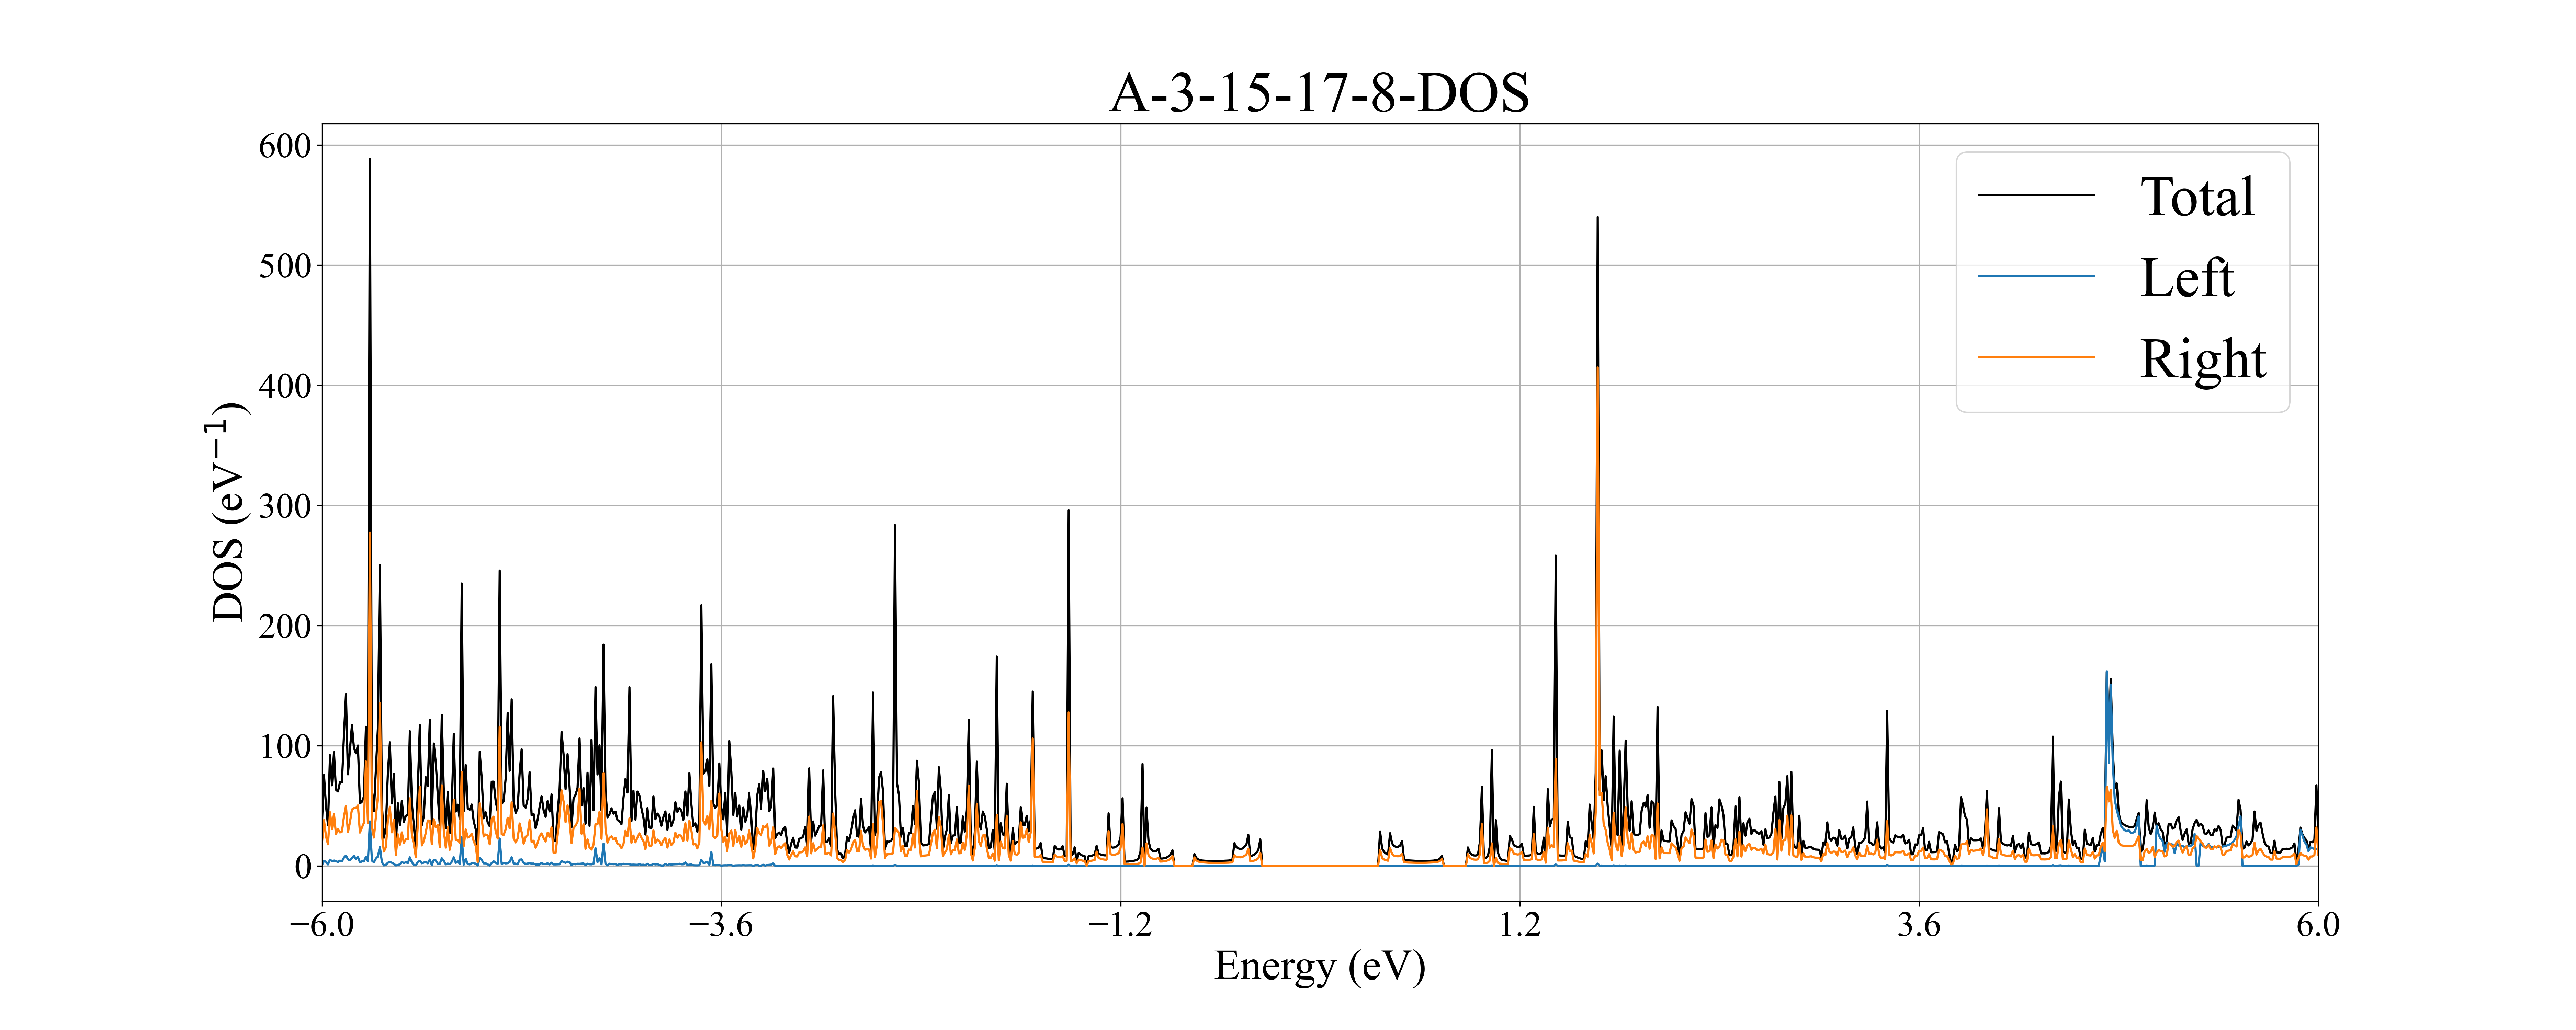 A-3-15-17-8-DOS
600
500
400
300
200
100
0
DOS (eV⁻¹)
−6.0 −3.6 −1.2 1.2 3.6 6.0
Energy (eV)
Total
Left
Right